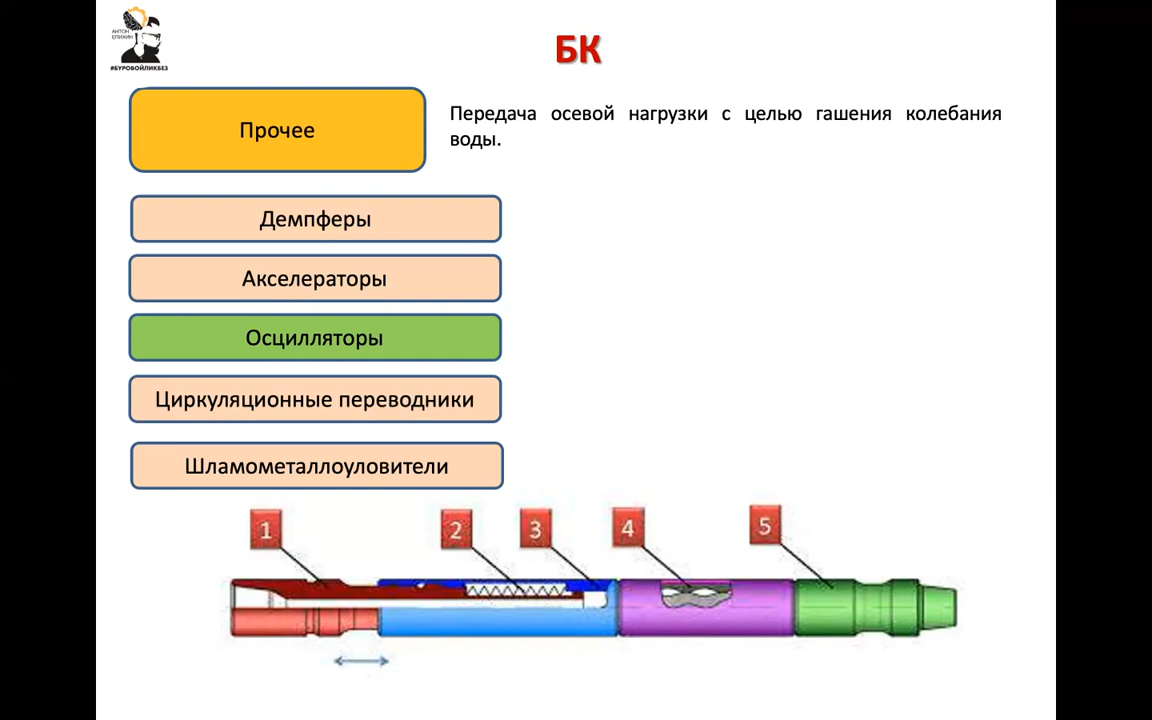 АНТОН
ЕПИХИН
#БУРОВОЙЛИКБЕЗ
БК
Прочее
Передача осевой нагрузки с целью гашения колебания
воды.
Демпферы
Акселераторы
Осцилляторы
Циркуляционные переводники
Шламометаллоуловители
1 2 3 4 5